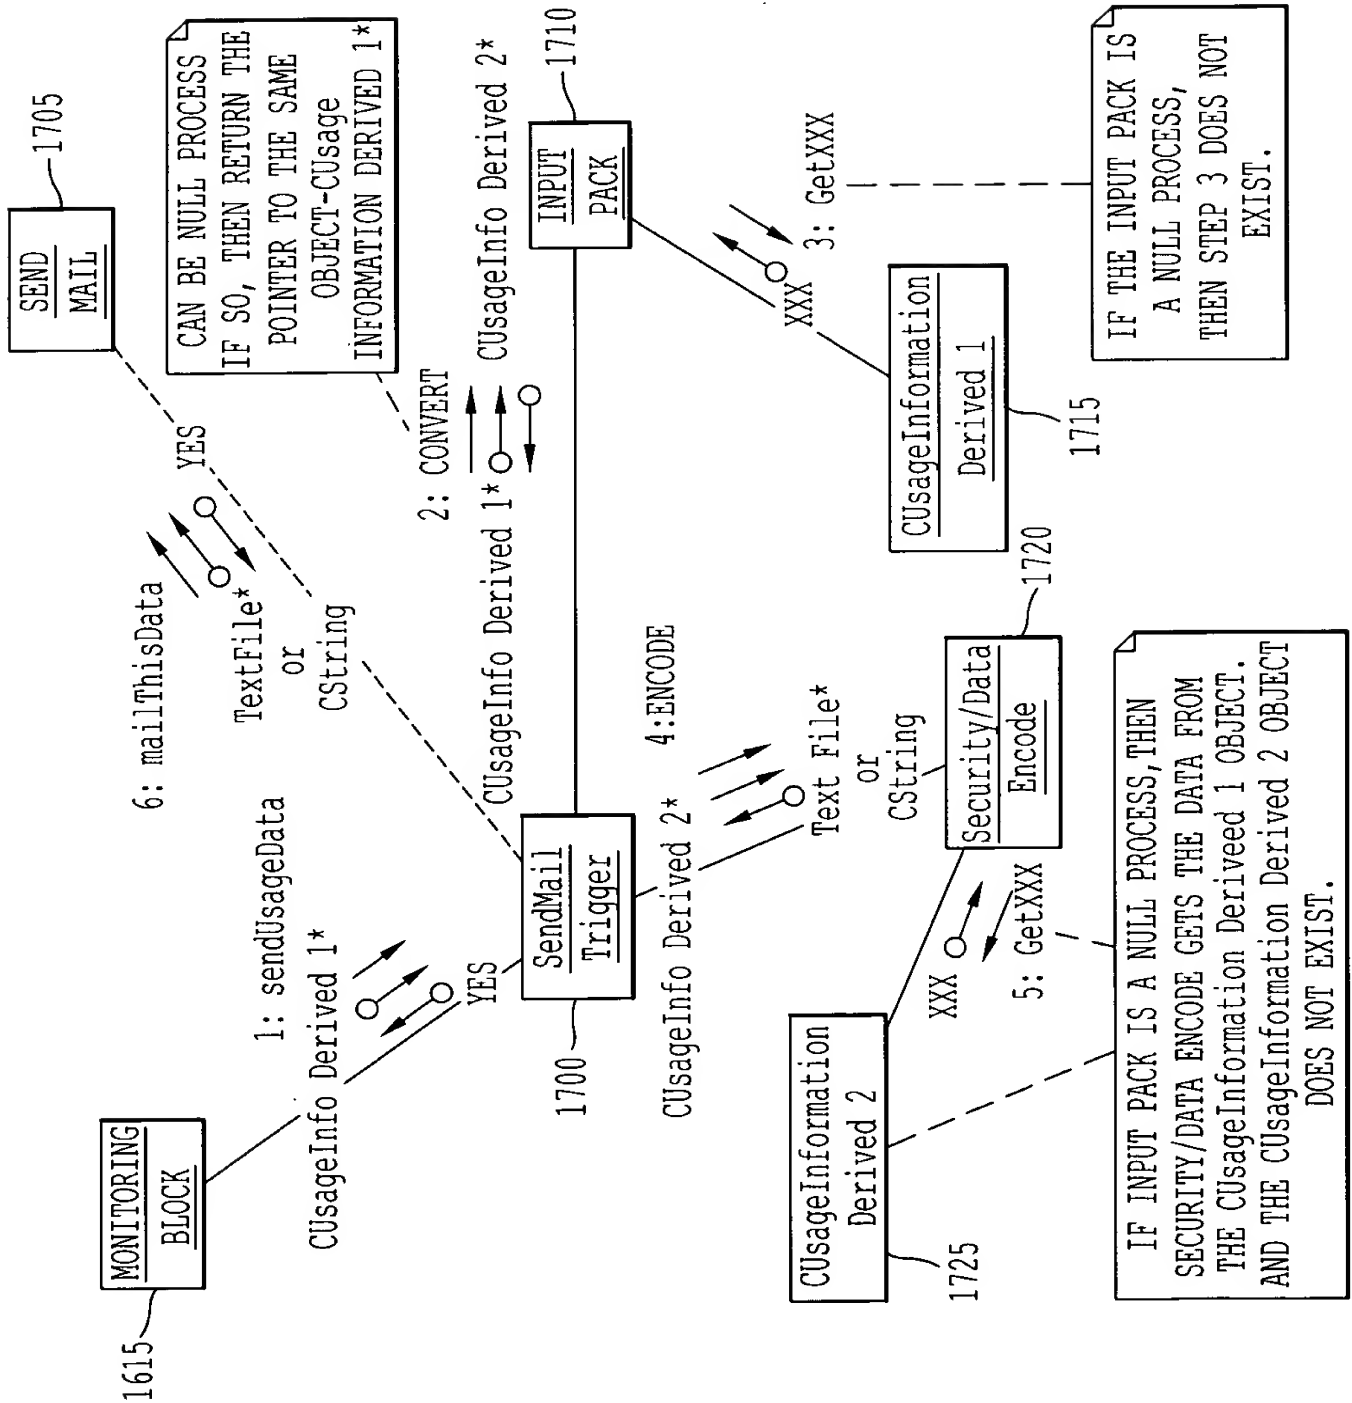 1615
MONITORING
BLOCK
1: sendUsageData
CUsageInfo Derived 1*
YES
6: mailThisData
TextFile*
or
CString
YES
SEND
MAIL
1705
CAN BE NULL PROCESS
IF SO, THEN RETURN THE
POINTER TO THE SAME
OBJECT-CUsage
INFORMATION DERIVED 1*
2: CONVERT
CUsageInfo Derived 1*
CUsageInfo Derived 2*
SendMail
Trigger
1700
INPUT
PACK
1710
4:ENCODE
CUsageInfo Derived 2*
Text File*
or
CString
XXX
3: GetXXX
CUsageInformation
Derived 1
1715
CUsageInformation
Derived 2
1725
XXX
5: GetXXX
Security/Data
Encode
1720
IF INPUT PACK IS A NULL PROCESS,THEN
SECURITY/DATA ENCODE GETS THE DATA FROM
THE CUsageInformation Deriveed 1 OBJECT.
AND THE CUsageInformation Derived 2 OBJECT
DOES NOT EXIST.
IF THE INPUT PACK IS
A NULL PROCESS,
THEN STEP 3 DOES NOT
EXIST.